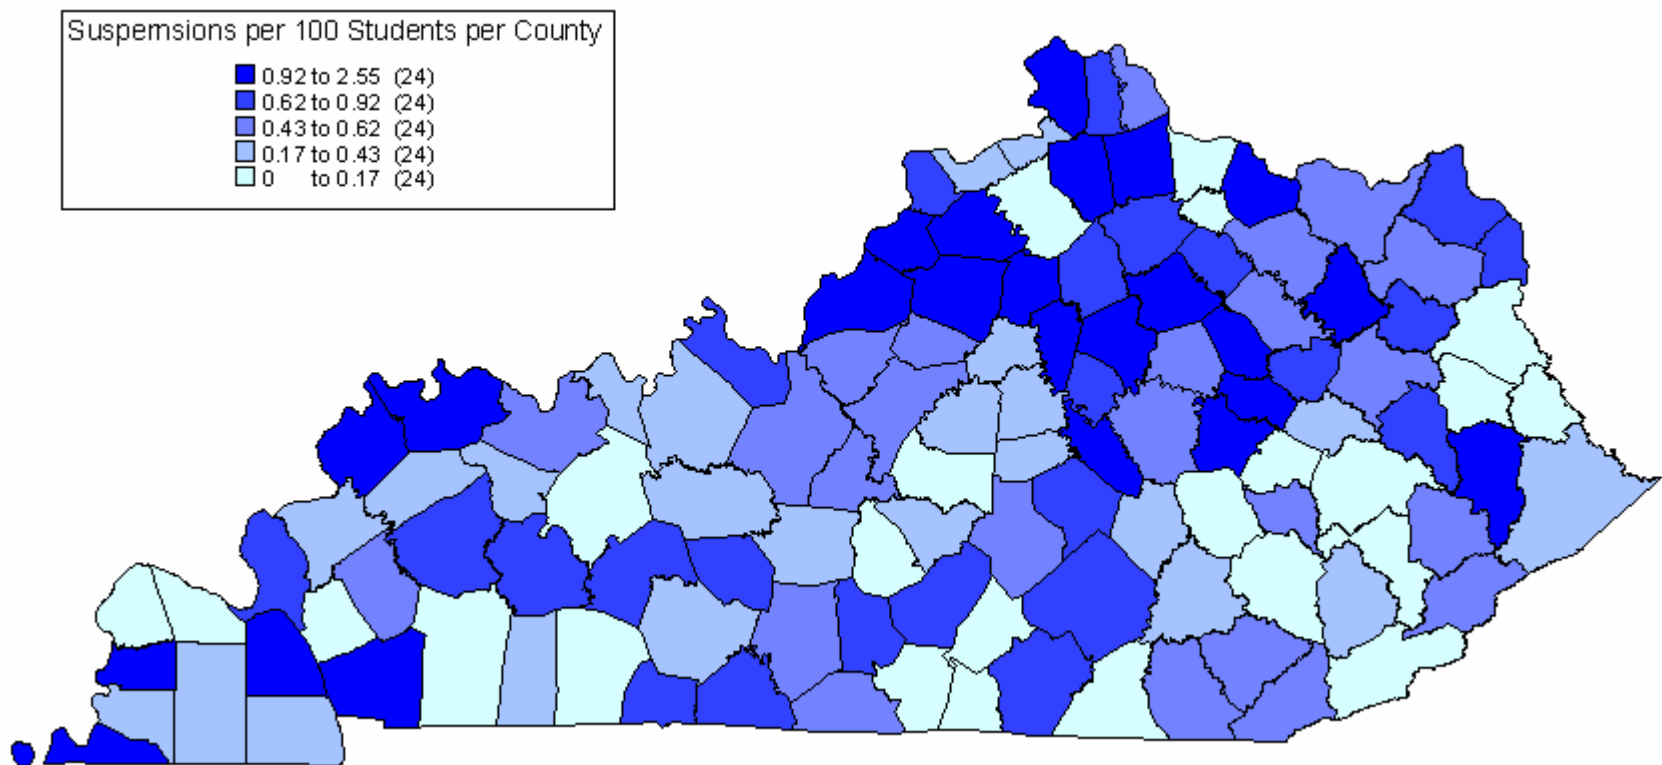 Suspemsions per 100 Students per County
0.92 to 2.55 (24)
0.62 to 0.92 (24)
0.43 to 0.62 (24)
0.17 to 0.43 (24)
0 to 0.17 (24)